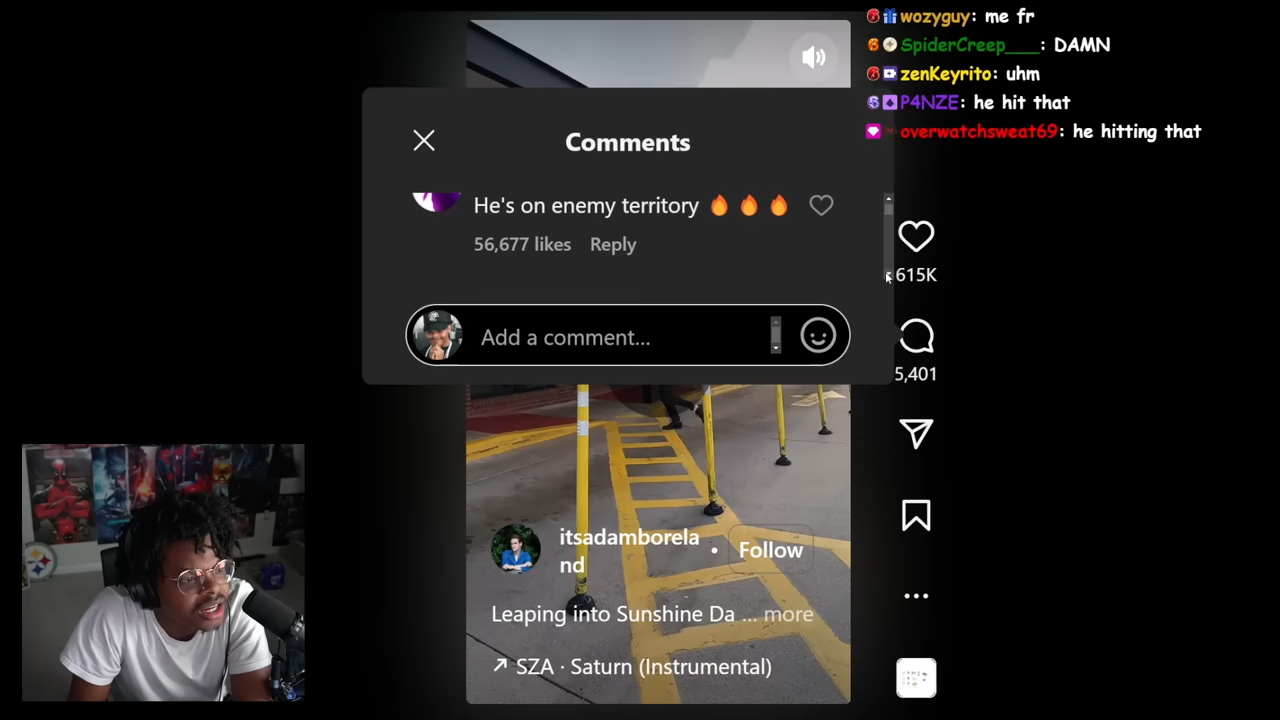 wozyguy: me fr
SpiderCreep___: DAMN
zenKeyrito: uhm
P4NZE: he hit that
overwatchsweat69: he hitting that
Comments
He's on enemy territory 🔥 🔥 🔥
56,677 likes Reply
615K
Add a comment...
5,401
itsadamborela
nd
• Follow
Leaping into Sunshine Da ... more
SZA · Saturn (Instrumental)